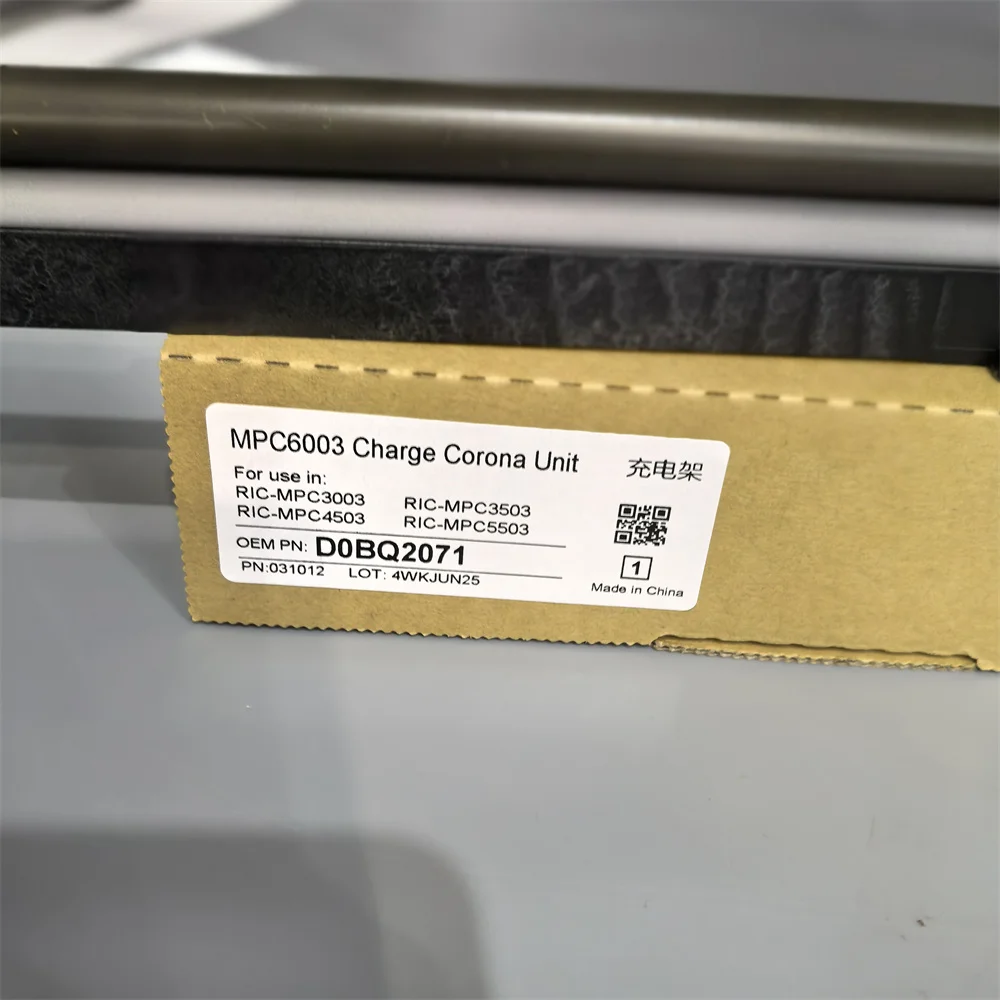 MPC6003 Charge Corona Unit
充电架
For use in:
RIC-MPC3003 RIC-MPC3503
RIC-MPC4503 RIC-MPC5503
OEM PN: D0BQ2071
PN:031012 LOT: 4WKJUN25
1
Made in China